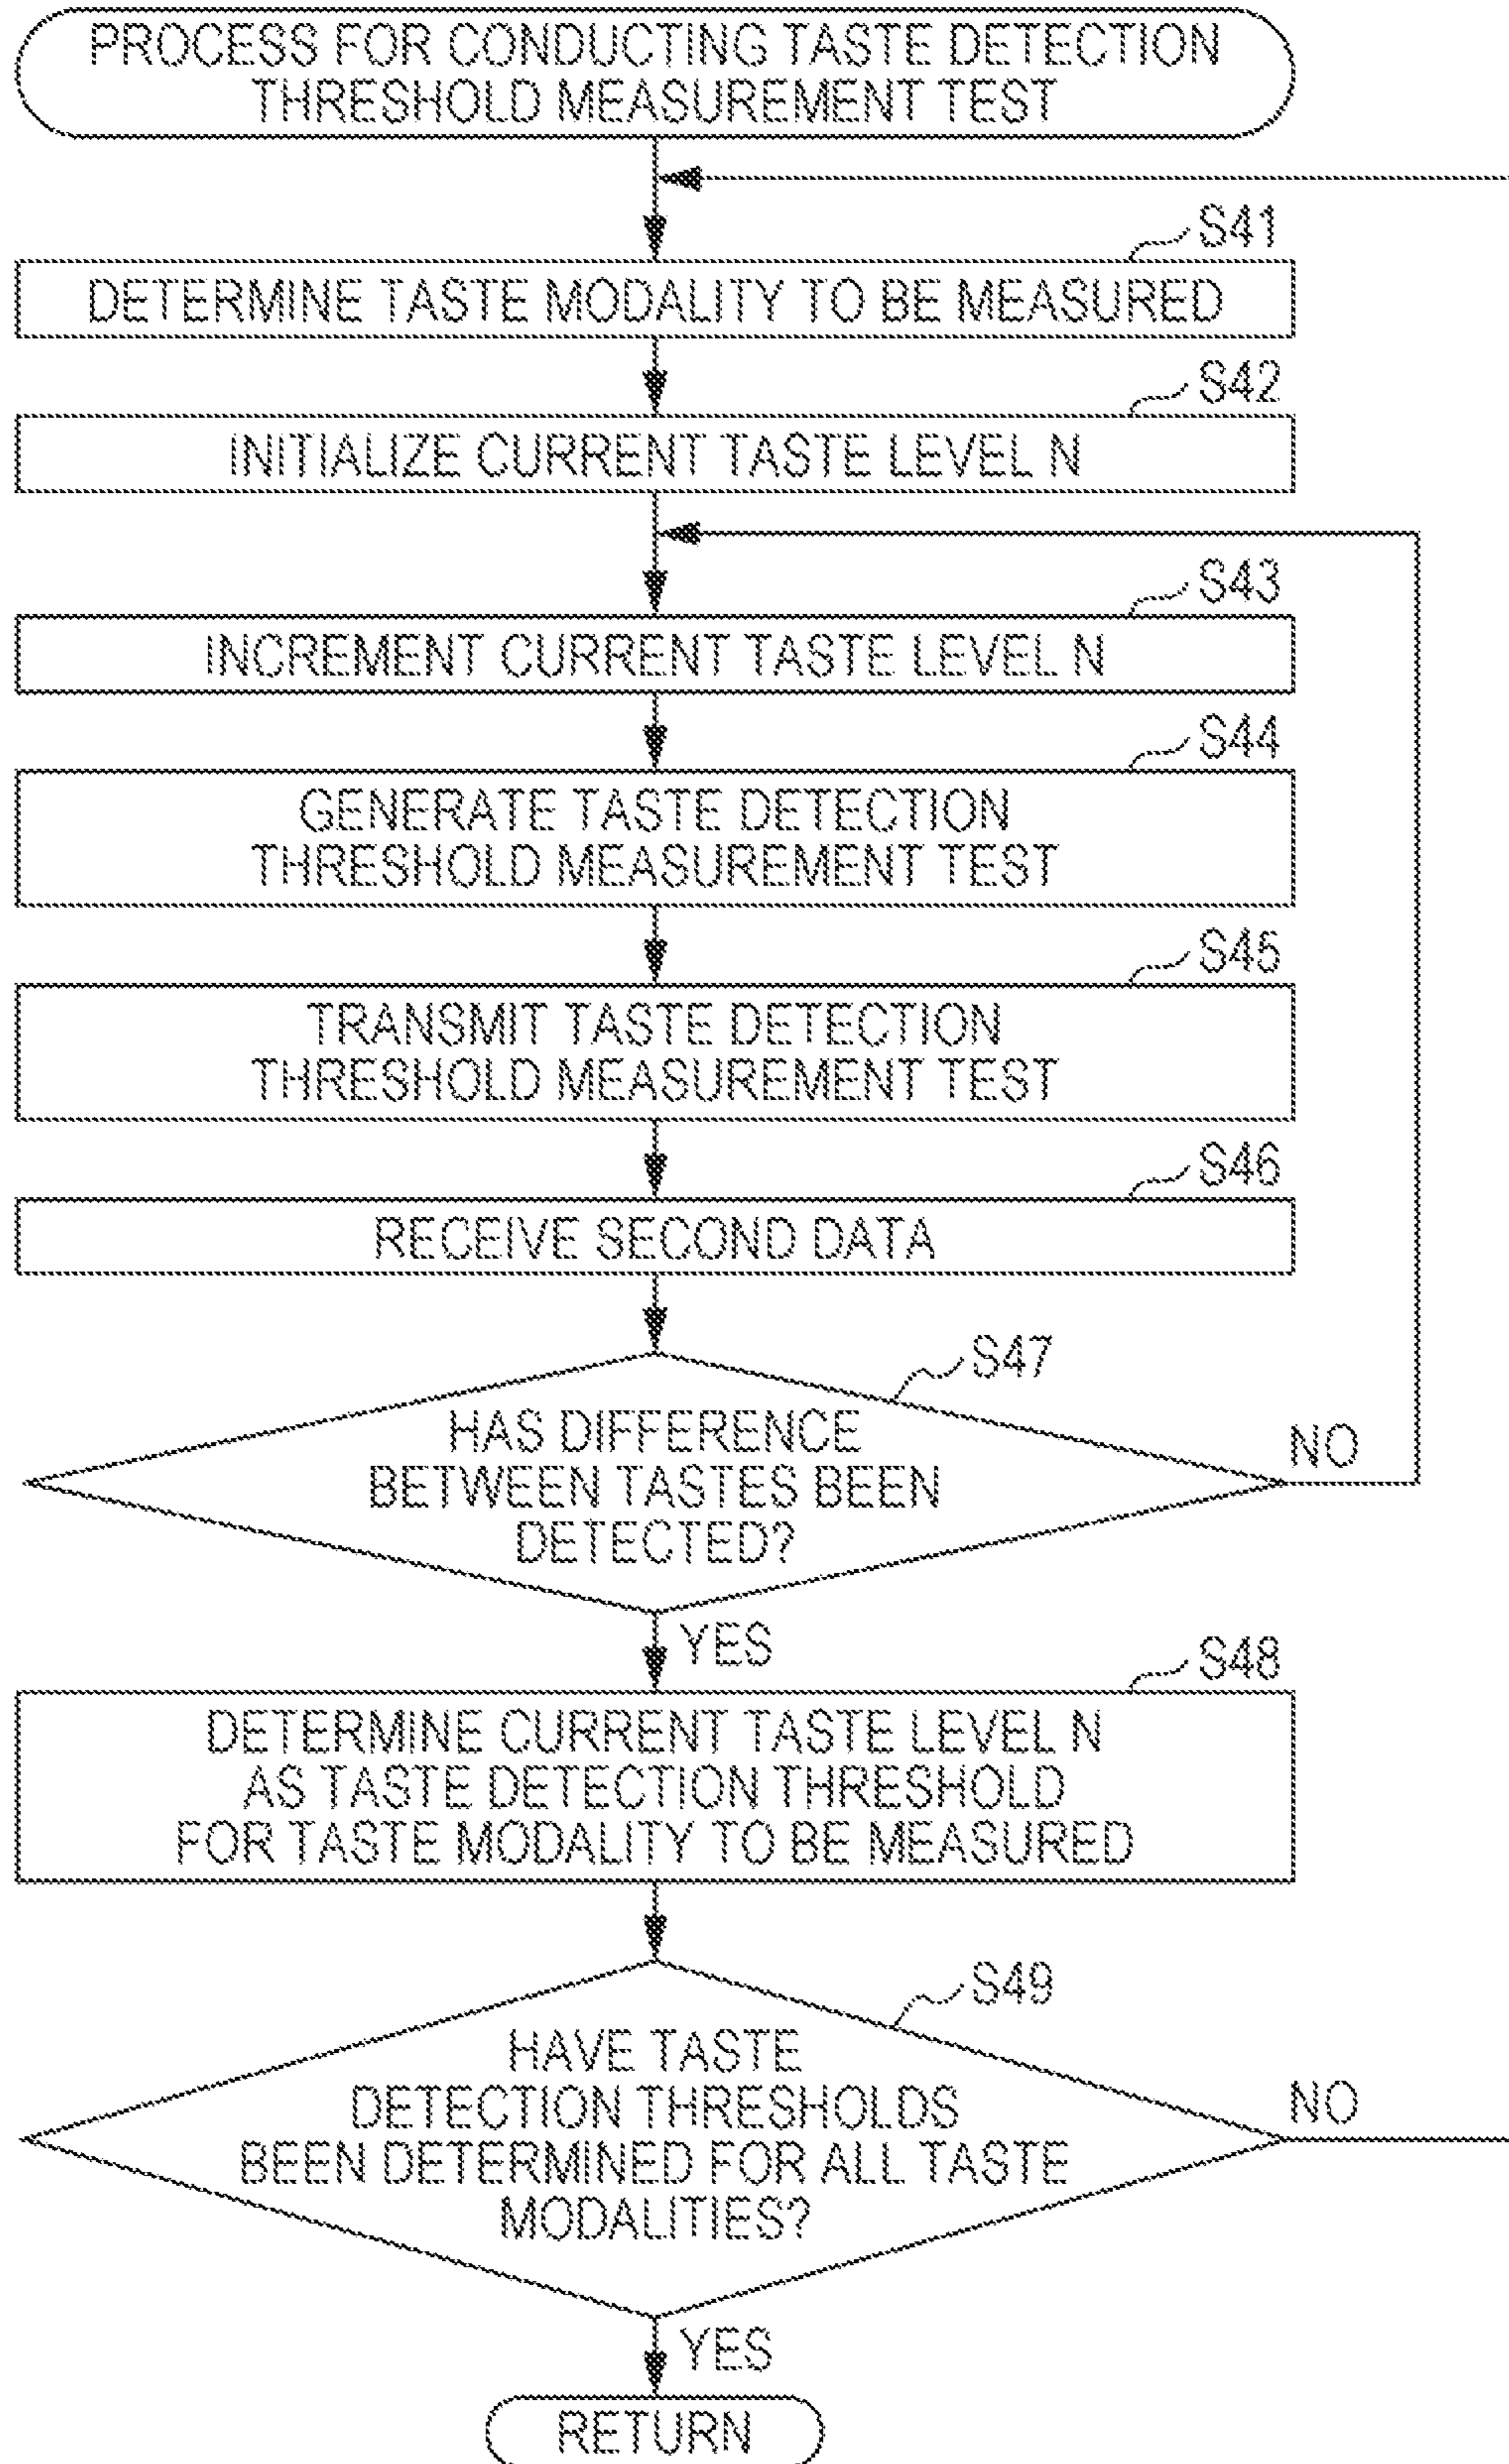 PROCESS FOR CONDUCTING TASTE DETECTION
THRESHOLD MEASUREMENT TEST
S41
DETERMINE TASTE MODALITY TO BE MEASURED
S42
INITIALIZE CURRENT TASTE LEVEL N
S43
INCREMENT CURRENT TASTE LEVEL N
S44
GENERATE TASTE DETECTION
THRESHOLD MEASUREMENT TEST
S45
TRANSMIT TASTE DETECTION
THRESHOLD MEASUREMENT TEST
S46
RECEIVE SECOND DATA
S47
HAS DIFFERENCE
BETWEEN TASTES BEEN
DETECTED?
NO
YES
S48
DETERMINE CURRENT TASTE LEVEL N
AS TASTE DETECTION THRESHOLD
FOR TASTE MODALITY TO BE MEASURED
S49
HAVE TASTE
DETECTION THRESHOLDS
BEEN DETERMINED FOR ALL TASTE
MODALITIES?
NO
YES
RETURN